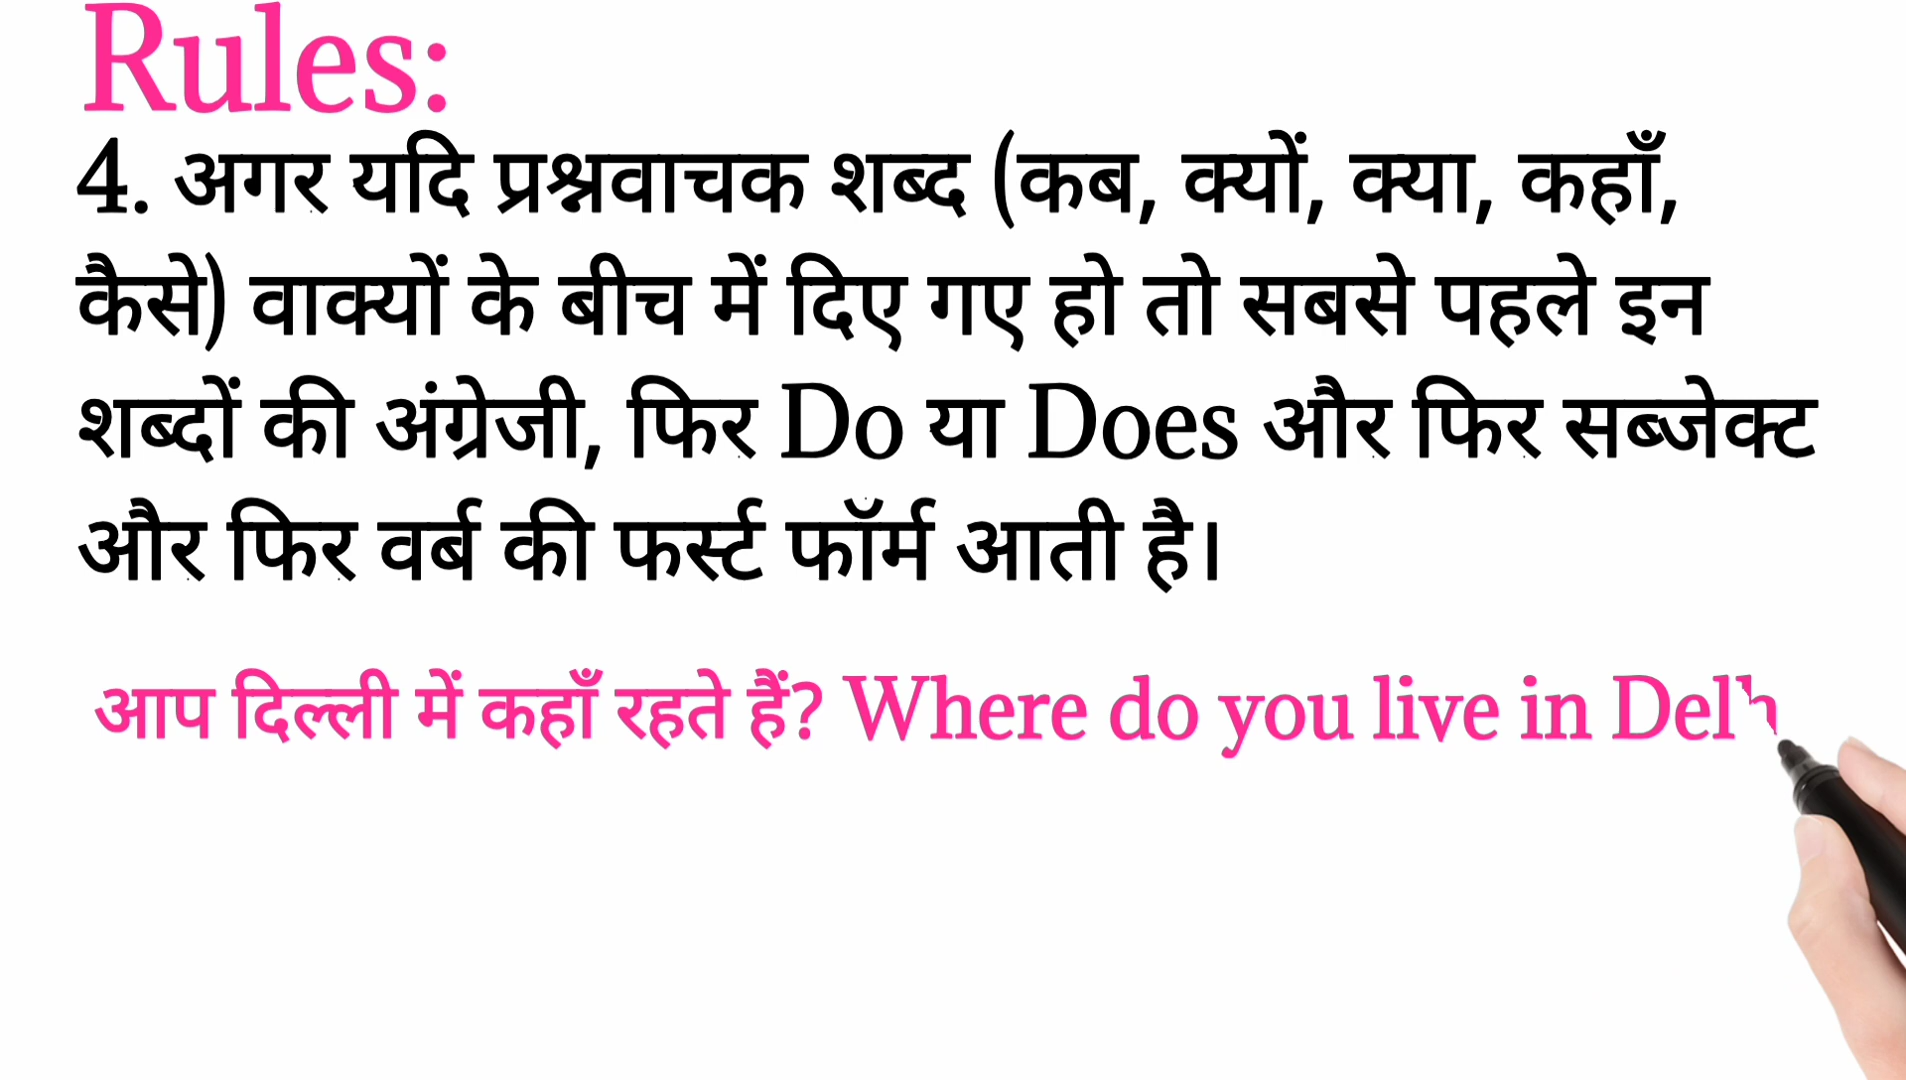 Rules:
4. अगर यदि प्रश्नवाचक शब्द (कब, क्यों, क्या, कहाँ,
कैसे) वाक्यों के बीच में दिए गए हो तो सबसे पहले इन
शब्दों की अंग्रेजी, फिर Do या Does और फिर सब्जेक्ट
और फिर वर्ब की फर्स्ट फॉर्म आती है।
आप दिल्ली में कहाँ रहते हैं? Where do you live in Delh